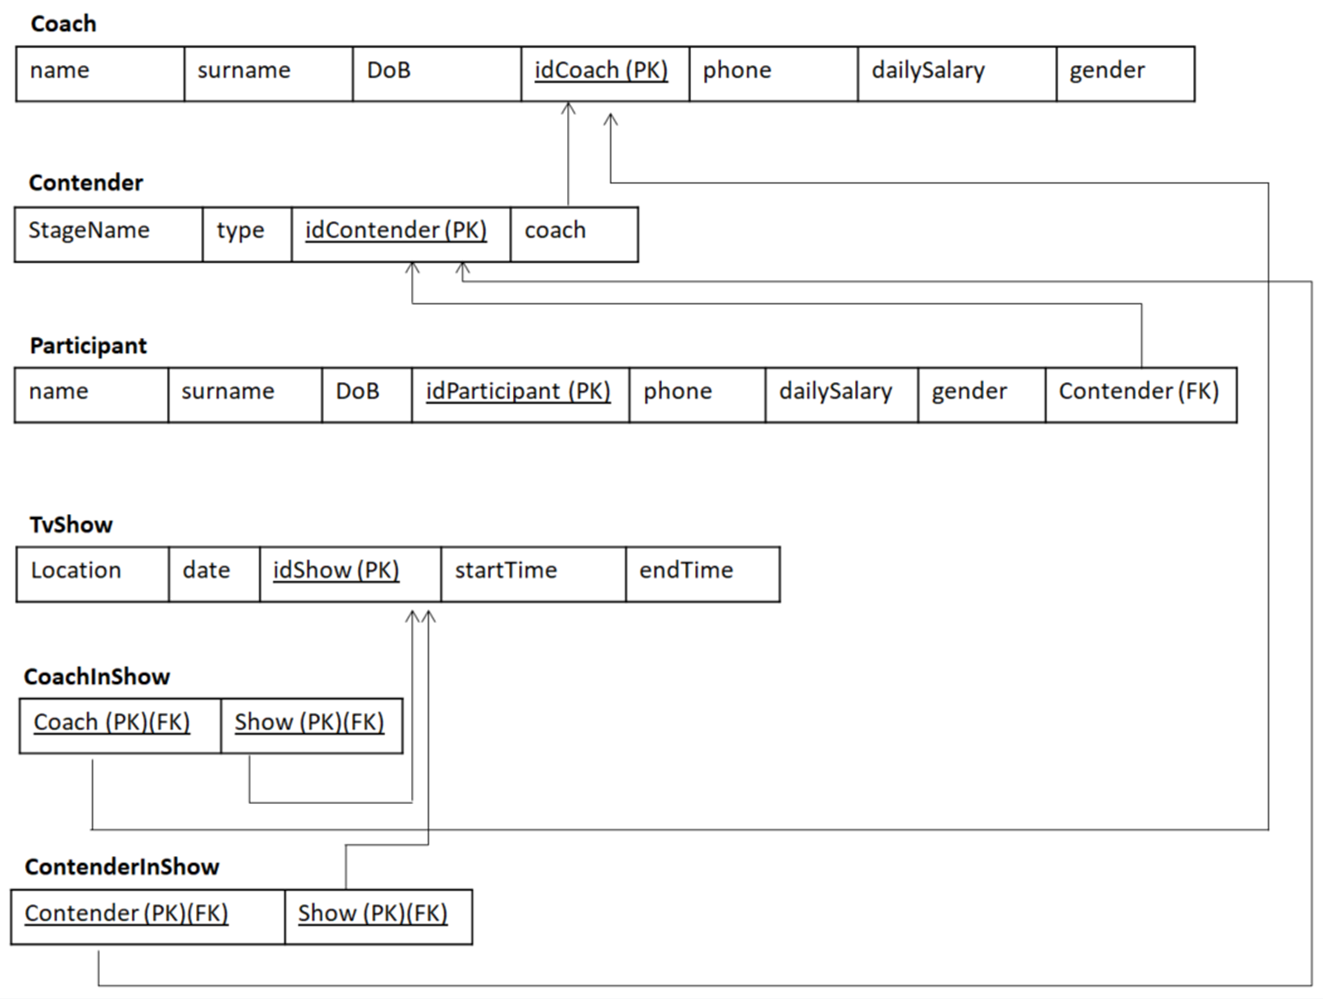 Coach
name surname DoB idCoach (PK) phone dailySalary gender
Contender
StageName type idContender (PK) coach
Participant
name surname DoB idParticipant (PK) phone dailySalary gender Contender (FK)
TvShow
Location date idShow (PK) startTime endTime
CoachInShow
Coach (PK)(FK) Show (PK)(FK)
ContenderInShow
Contender (PK)(FK) Show (PK)(FK)